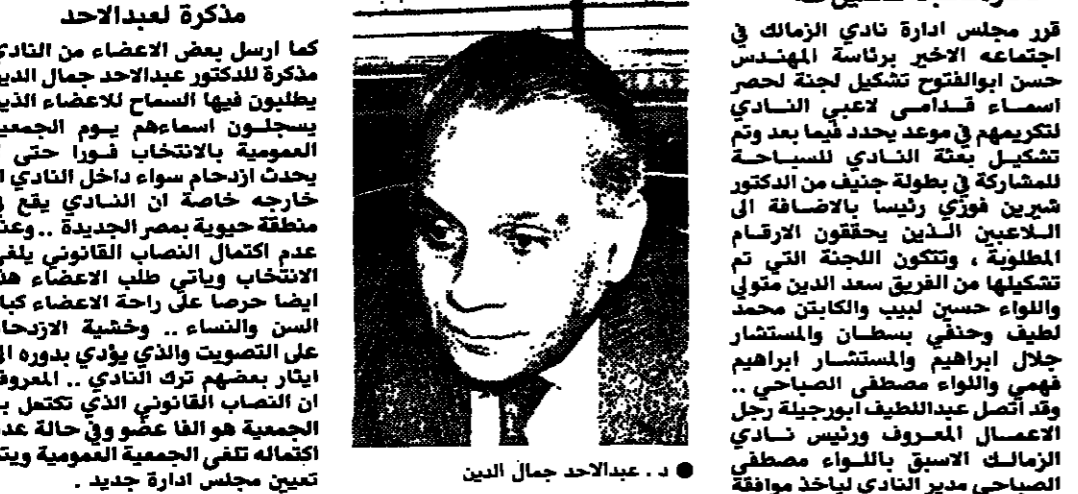 قرر مجلس ادارة نادي الزمالك في
اجتماعه الاخير برئاسة المهندس
حسن ابوالفتوح تشكيل لجنة لحصر
اسماء قدامى لاعبي النادي
لتكريمهم في موعد يحدد فيما بعد وتم
تشكيل بعثة النادي للسباحة
للمشاركة في بطولة جنيف من الدكتور
شيرين فوزي رئيسا بالاضافة الى
اللاعبين الذين يحققون الارقام
المطلوبة ، وتتكون اللجنة التي تم
تشكيلها من الفريق سعد الدين متولي
واللواء حسين لبيب والكابتن محمد
لطيف وحنفي بسطان والمستشار
جلال ابراهيم والمستشار ابراهيم
فهمي واللواء مصطفى الصباحي ..
وقد اتصل عبداللطيف ابورجيلة رجل
الاعمال المعروف ورئيس نادي
الزمالك الاسبق باللواء مصطفى
الصباحي مدير النادي لياخذ موافقة
● د . عبدالاحد جمال الدين
مذكرة لعبدالاحد
كما ارسل بعض الاعضاء من النادي
مذكرة للدكتور عبدالاحد جمال الدين
يطلبون فيها السماح للاعضاء الذين
يسجلون اسماءهم يوم الجمعية
العمومية بالانتخاب فورا حتى
يحدث ازدحام سواء داخل النادي
خارجه خاصة ان النادي يقع
منطقة حيوية بمصر الجديدة .. وعند
عدم اكتمال النصاب القانوني يلغى
الانتخاب وياتي طلب الاعضاء هذا
ايضا حرصا على راحة الاعضاء كبار
السن والنساء .. وخشية الازدحام
على التصويت والذي يؤدي بدوره الى
ايثار بعضهم ترك النادي .. المعروف
ان النصاب القانوني الذي تكتمل به
الجمعية هو الفا عضو وفي حالة عدم
اكتماله تلغى الجمعية العمومية ويتم
تعيين مجلس ادارة جديد .